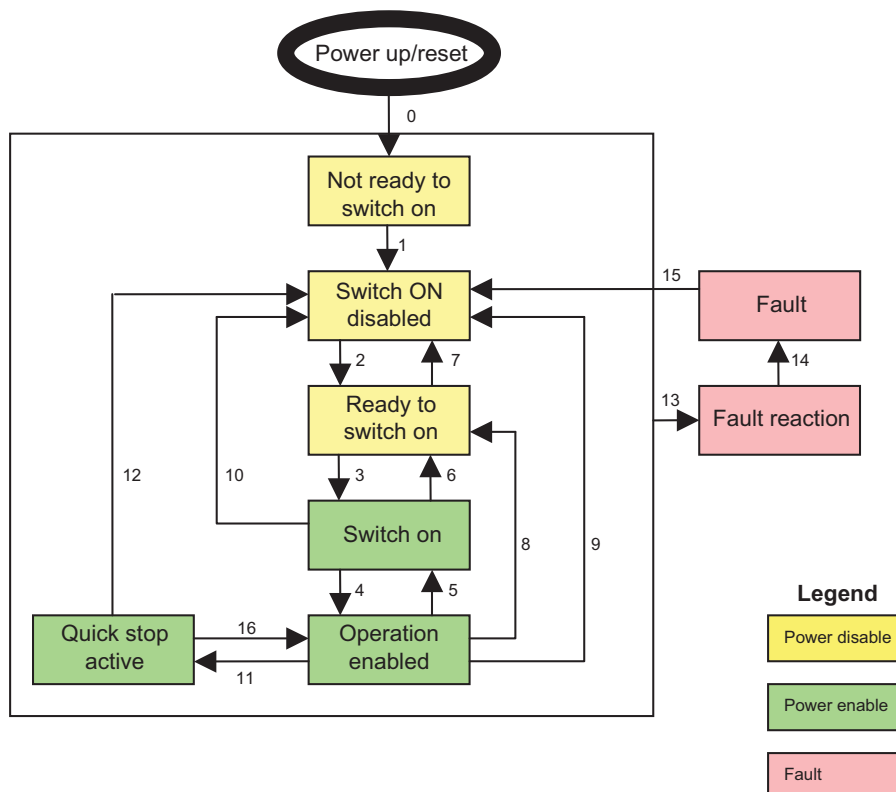 Power up/reset
0
Not ready to
switch on
1
15
Switch ON
disabled
Fault
2
7
14
Ready to
switch on
13
Fault reaction
12
10
3
6
Switch on
8
9
4
5
Legend
Quick stop
active
16
Operation
enabled
11
Power disable
Power enable
Fault